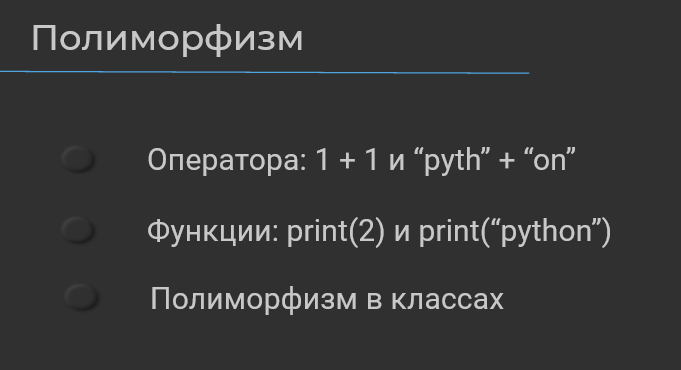 Полиморфизм
Оператора: 1 + 1 и “pyth” + “on”
Функции: print(2) и print(“python”)
Полиморфизм в классах